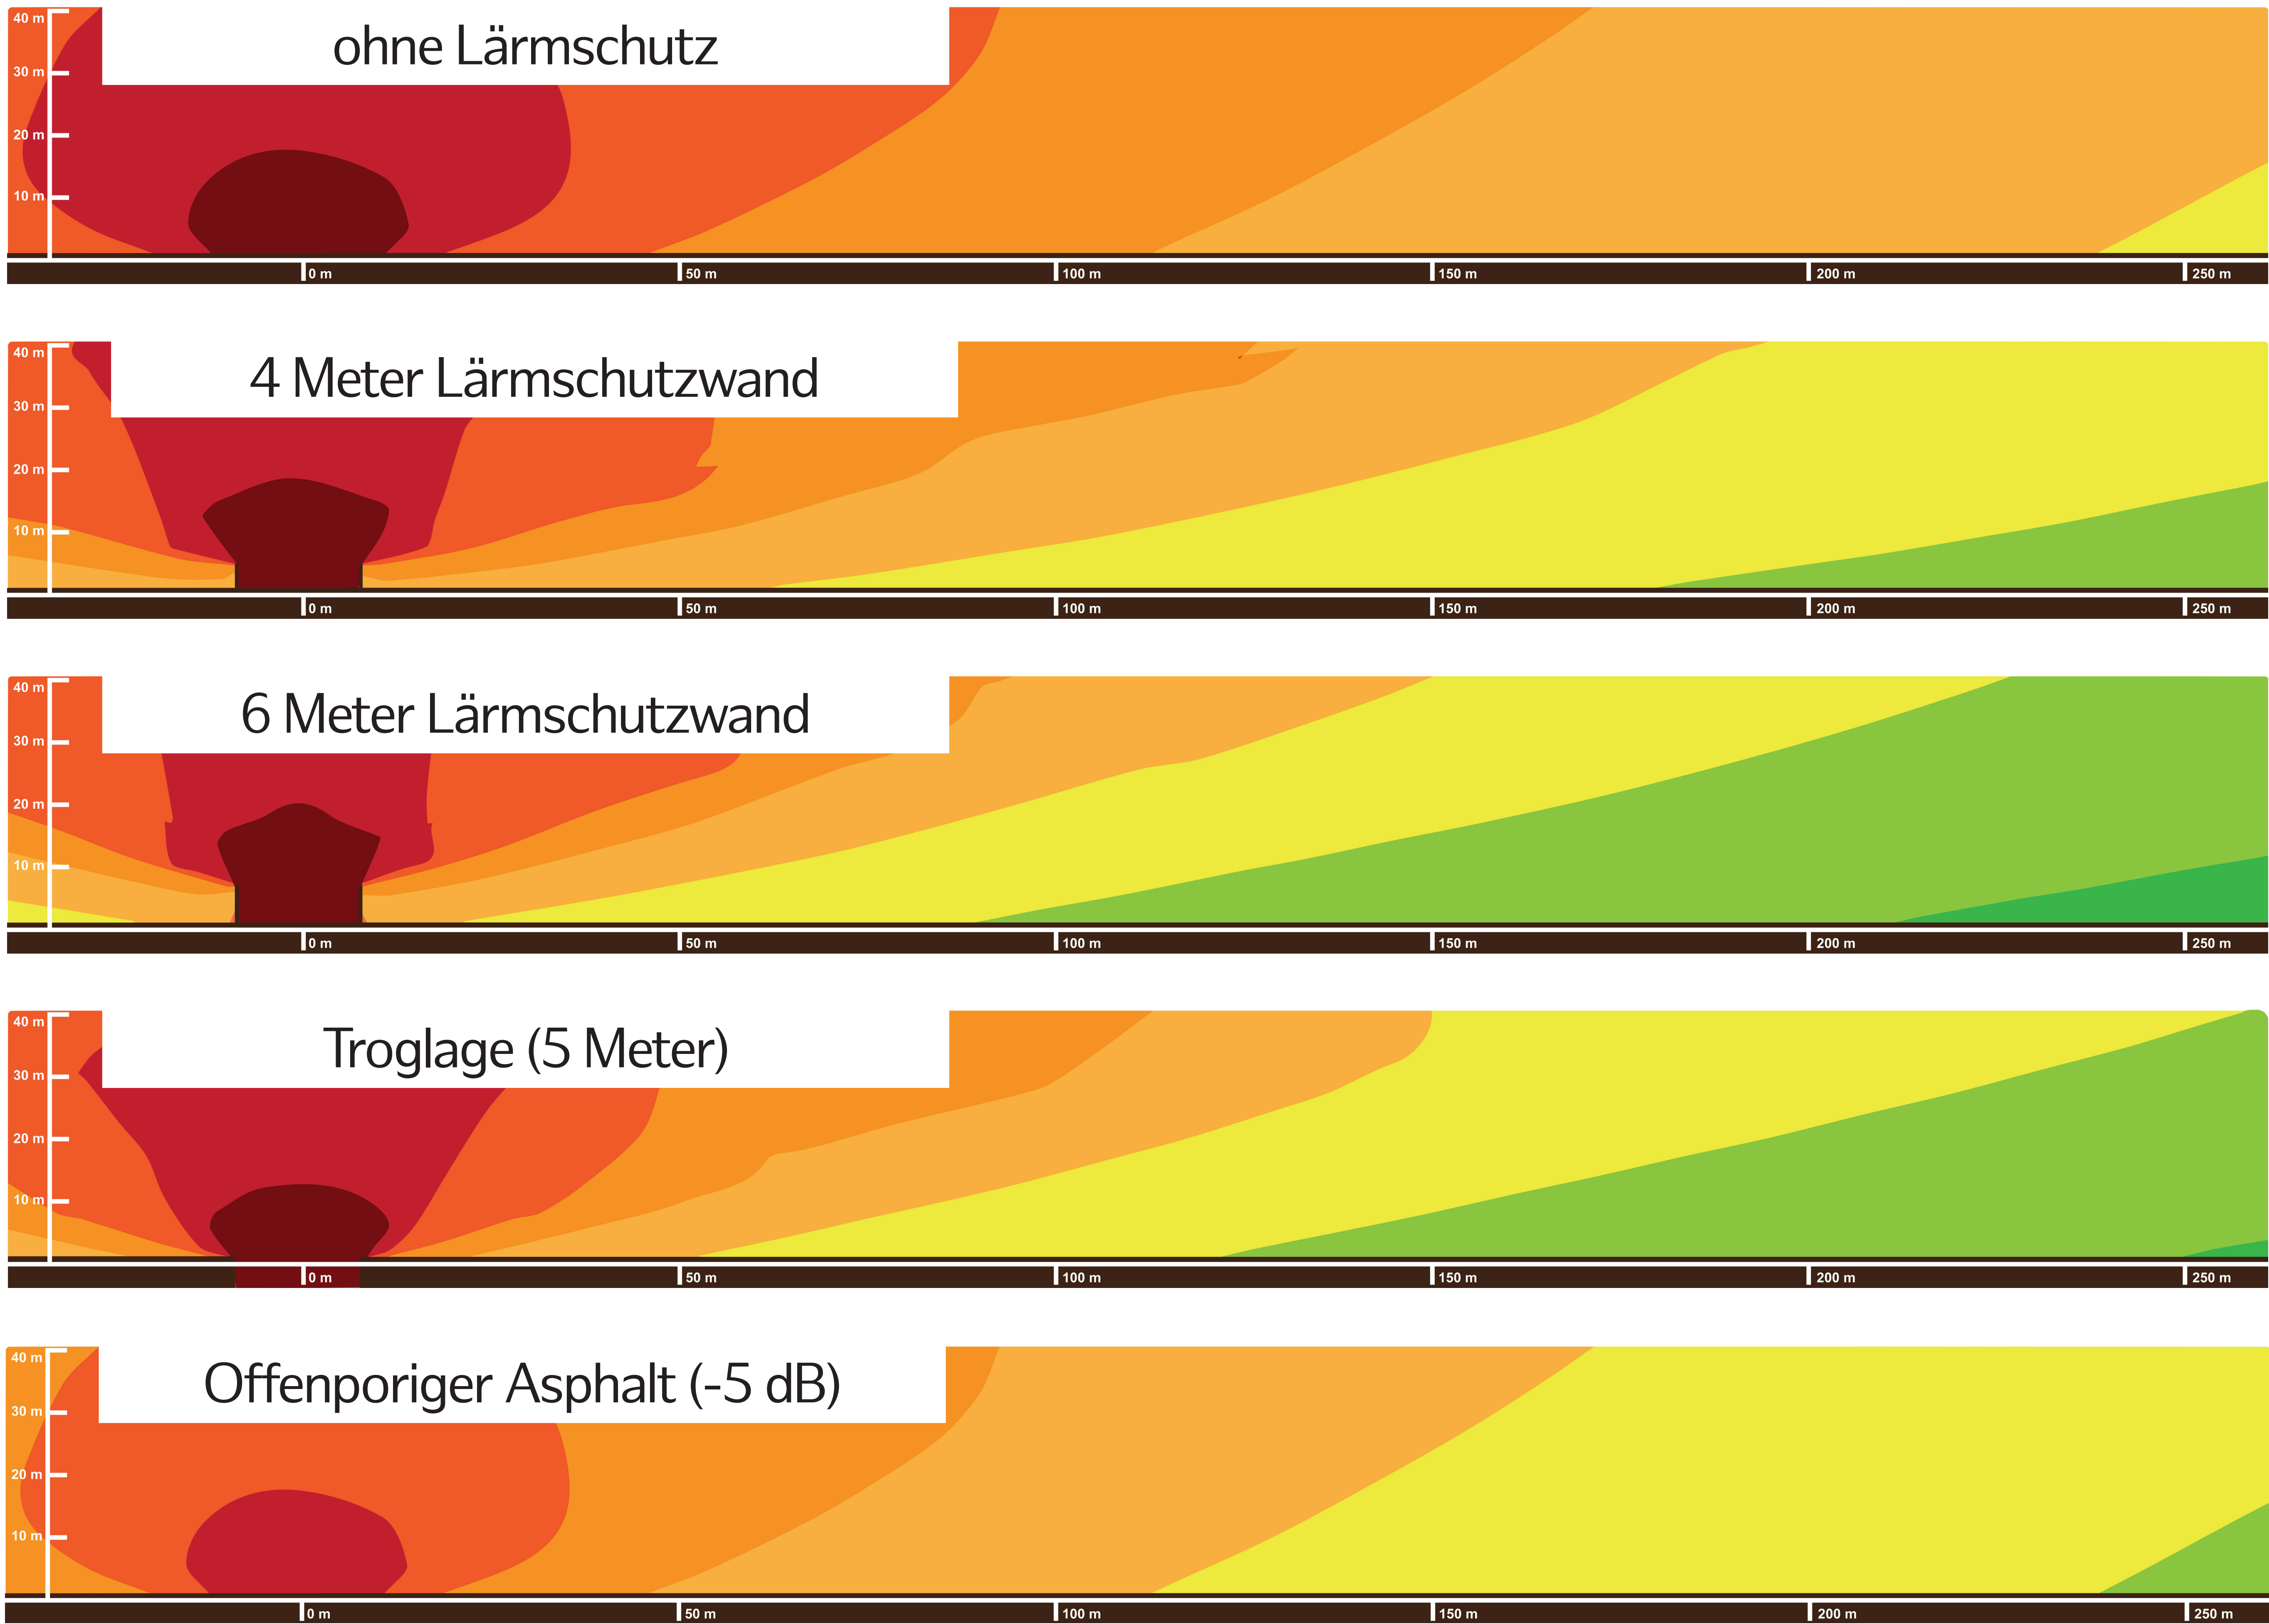 ohne Lärmschutz
40 m
30 m
20 m
10 m
0 m 50 m 100 m 150 m 200 m 250 m
4 Meter Lärmschutzwand
40 m
30 m
20 m
10 m
0 m 50 m 100 m 150 m 200 m 250 m
6 Meter Lärmschutzwand
40 m
30 m
20 m
10 m
0 m 50 m 100 m 150 m 200 m 250 m
Troglage (5 Meter)
40 m
30 m
20 m
10 m
0 m 50 m 100 m 150 m 200 m 250 m
Offenporiger Asphalt (-5 dB)
40 m
30 m
20 m
10 m
0 m 50 m 100 m 150 m 200 m 250 m